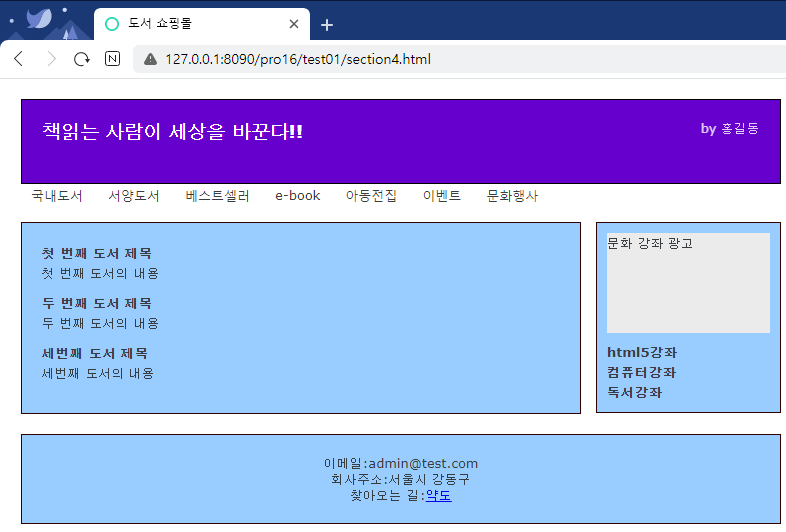 도서 쇼핑몰
127.0.0.1:8090/pro16/test01/section4.html
책읽는 사람이 세상을 바꾼다!!
by 홍길동
국내도서 서양도서 베스트셀러 e-book 아동전집 이벤트 문화행사
첫 번째 도서 제목
첫 번째 도서의 내용
두 번째 도서 제목
두 번째 도서의 내용
세번째 도서 제목
세번째 도서의 내용
문화 강좌 광고
html5강좌
컴퓨터강좌
독서강좌
이메일:admin@test.com
회사주소:서울시 강동구
찾아오는 길:약도